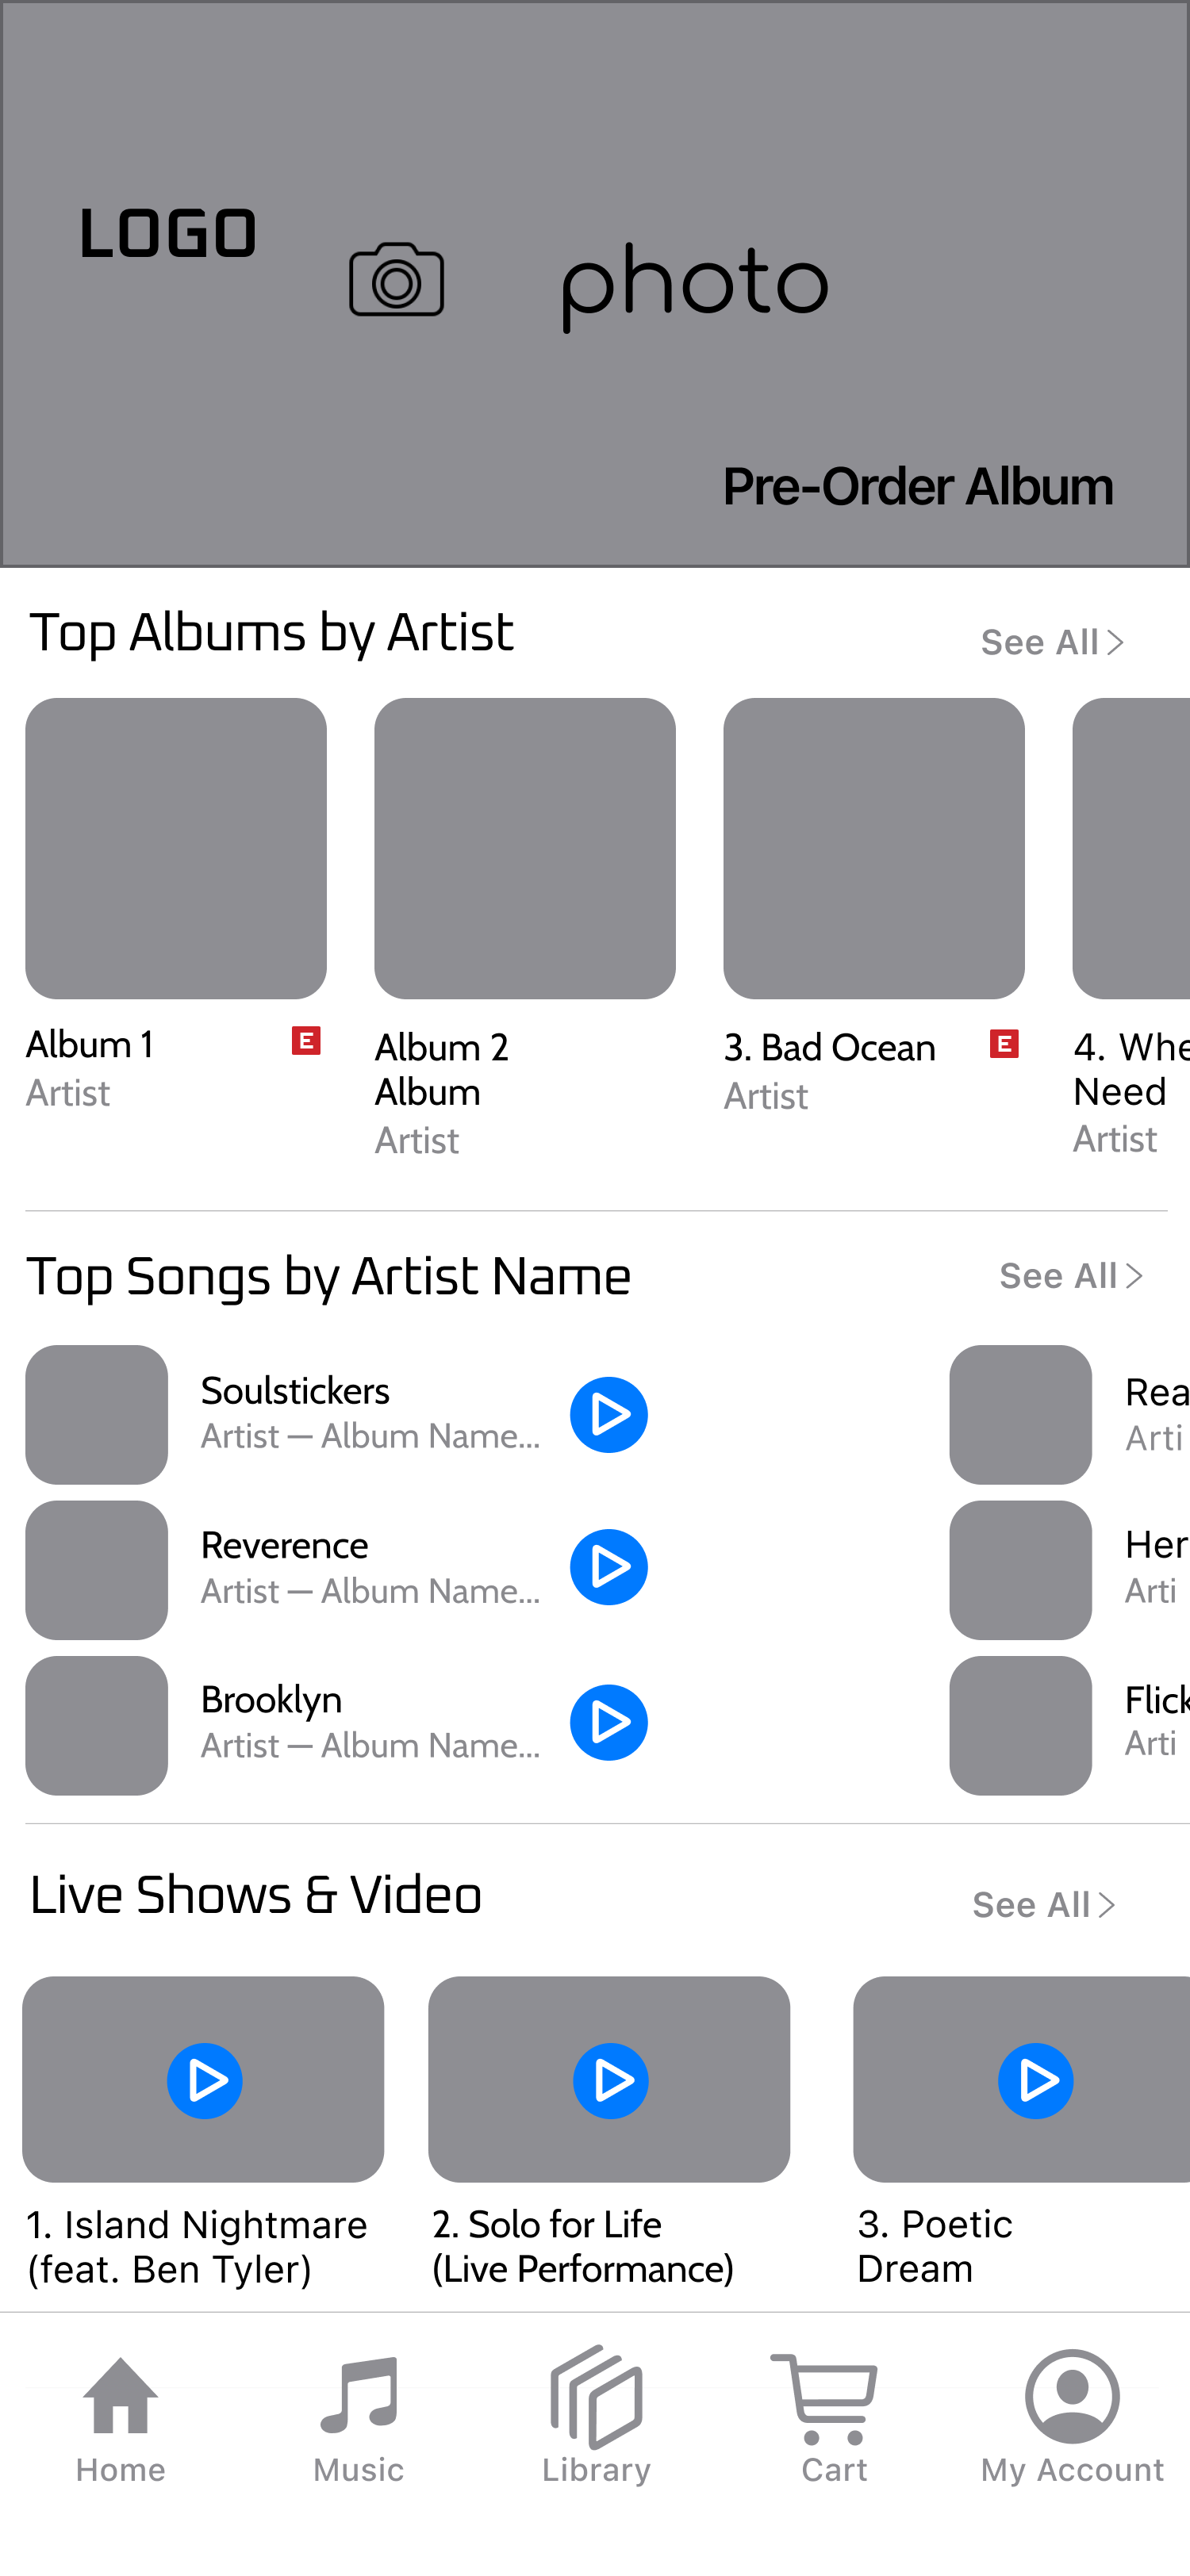 LOGO
photo
Pre-Order Album
Top Albums by Artist
See All
Album 1
E
Artist
Album 2
Album
Artist
3. Bad Ocean
E
Artist
4. Whe
Need
Artist
Top Songs by Artist Name
See All
Soulstickers
Artist — Album Name...
Reverence
Artist — Album Name...
Brooklyn
Artist — Album Name...
Rea
Arti
Her
Arti
Flick
Arti
Live Shows & Video
See All
1. Island Nightmare
(feat. Ben Tyler)
2. Solo for Life
(Live Performance)
3. Poetic
Dream
Home
Music
Library
Cart
My Account